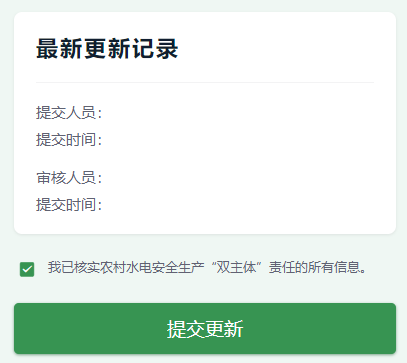 最新更新记录
提交人员：
提交时间：
审核人员：
提交时间：
我已核实农村水电安全生产“双主体”责任的所有信息。
提交更新